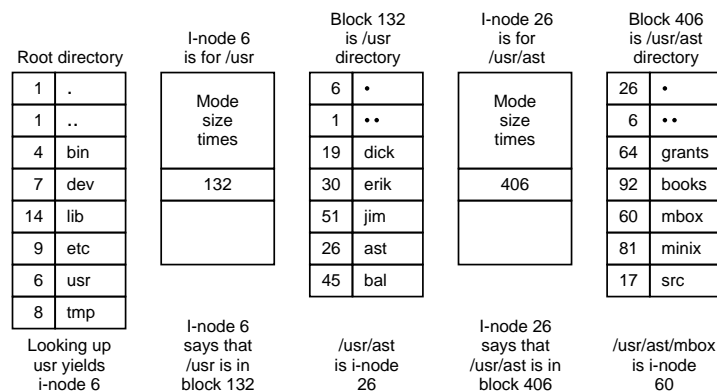 Root directory
1 .
1 ..
4 bin
7 dev
14 lib
9 etc
6 usr
8 tmp
Looking up
usr yields
i-node 6
I-node 6
is for /usr
Mode
size
times
132
I-node 6
says that
/usr is in
block 132
Block 132
is /usr
directory
6 •
1 ••
19 dick
30 erik
51 jim
26 ast
45 bal
/usr/ast
is i-node
26
I-node 26
is for
/usr/ast
Mode
size
times
406
I-node 26
says that
/usr/ast is in
block 406
Block 406
is /usr/ast
directory
26 •
6 ••
64 grants
92 books
60 mbox
81 minix
17 src
/usr/ast/mbox
is i-node
60